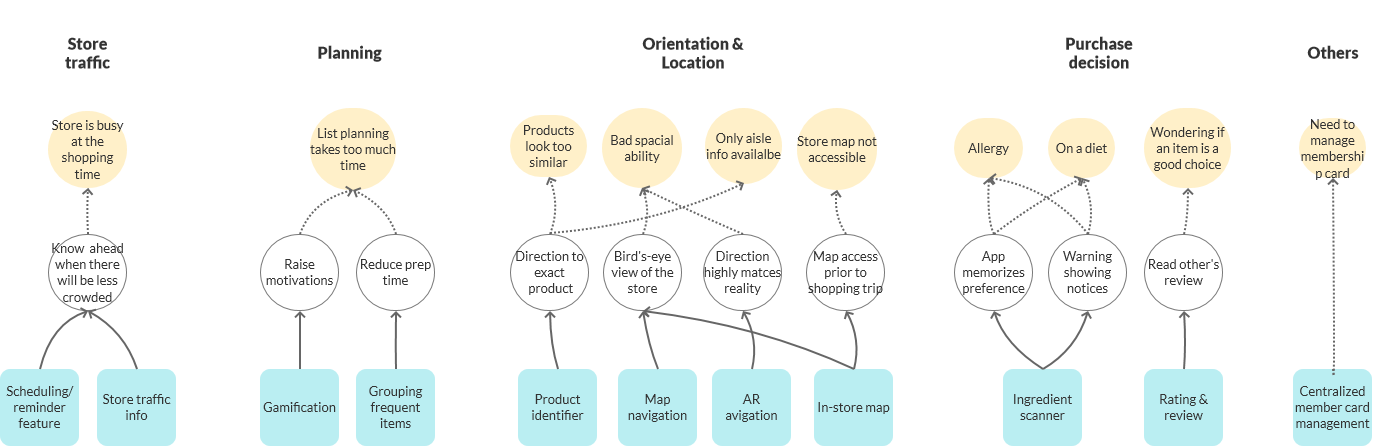 Store
traffic
Planning
Orientation &
Location
Purchase
decision
Others
Store is busy
at the
shopping
time
List planning
takes too much
time
Products
look too
similar
Bad spacial
ability
Only aisle
info availalbe
Store map not
accessible
Allergy
On a diet
Wondering if
an item is a
good choice
Need to
manage
membershi
p card
Know ahead
when there
will be less
crowded
Raise
motivations
Reduce prep
time
Direction to
exact
product
Bird's-eye
view of the
store
Direction
highly matces
reality
Map access
prior to
shopping trip
App
memorizes
preference
Warning
showing
notices
Read other's
review
Scheduling/
reminder
feature
Store traffic
info
Gamification
Grouping
frequent
items
Product
identifier
Map
navigation
AR
avigation
In-store map
Ingredient
scanner
Rating &
review
Centralized
member card
management